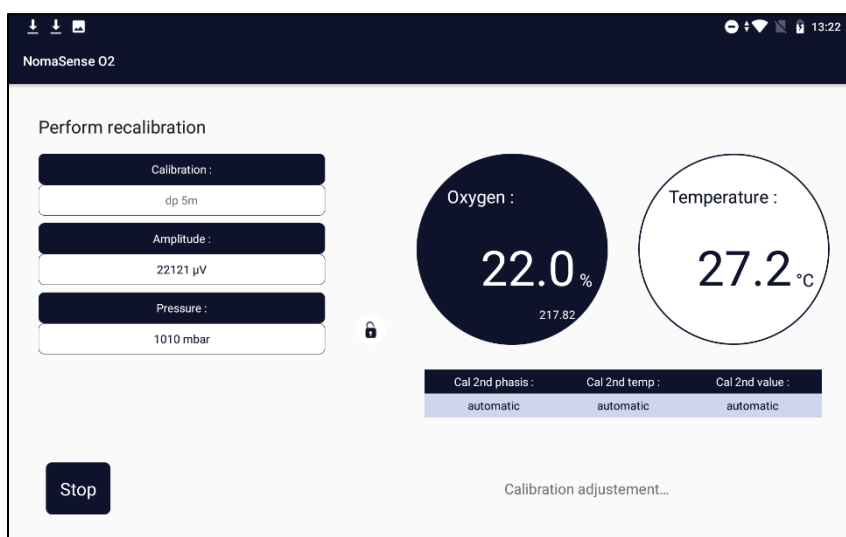 13:22
NomaSense O2
Perform recalibration
Calibration :
dp 5m
Amplitude :
22121 µV
Pressure :
1010 mbar
Oxygen :
22.0 %
217.82
Temperature :
27.2 °C
Cal 2nd phasis : Cal 2nd temp : Cal 2nd value :
automatic automatic automatic
Stop
Calibration adjustement...